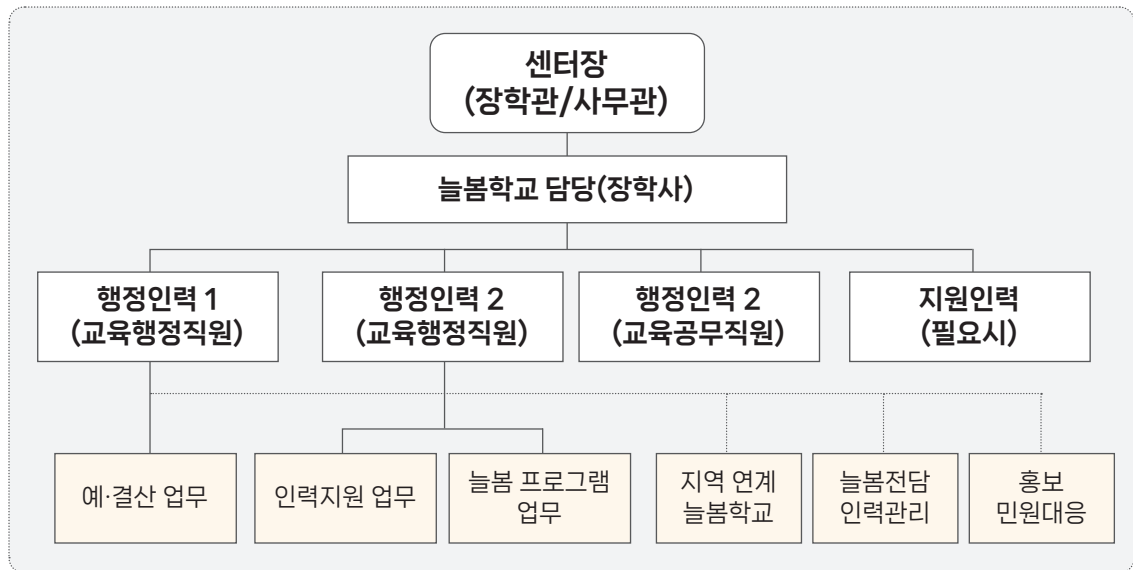 센터장
(장학관/사무관)
늘봄학교 담당(장학사)
행정인력 1
(교육행정직원)
행정인력 2
(교육행정직원)
행정인력 2
(교육공무직원)
지원인력
(필요시)
예·결산 업무
인력지원 업무
늘봄 프로그램
업무
지역 연계
늘봄학교
늘봄전담
인력관리
홍보
민원대응